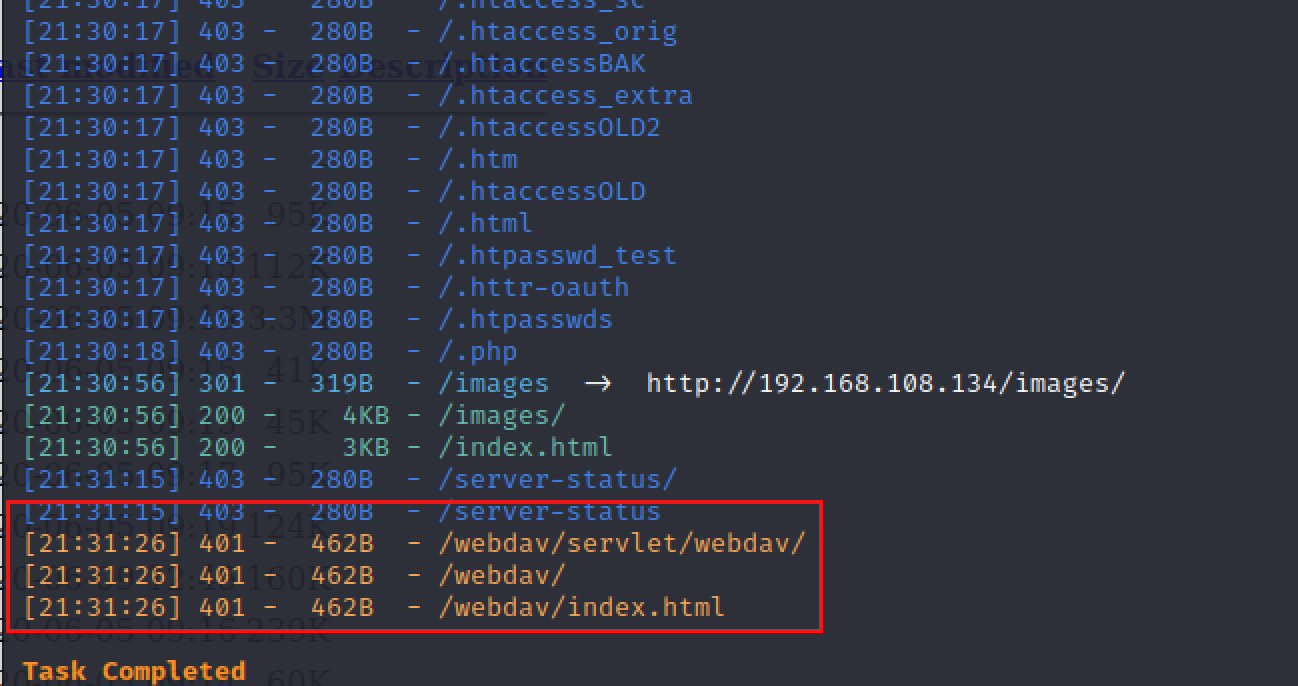 [21:30:17] 403 -  280B  - /.htaccess_sc
[21:30:17] 403 -  280B  - /.htaccess_orig
[21:30:17] 403 -  280B  - /.htaccessBAK
[21:30:17] 403 -  280B  - /.htaccess_extra
[21:30:17] 403 -  280B  - /.htaccessOLD2
[21:30:17] 403 -  280B  - /.htm
[21:30:17] 403 -  280B  - /.htaccessOLD
[21:30:17] 403 -  280B  - /.html
[21:30:17] 403 -  280B  - /.htpasswd_test
[21:30:17] 403 -  280B  - /.httr-oauth
[21:30:17] 403 -  280B  - /.htpasswds
[21:30:18] 403 -  280B  - /.php
[21:30:56] 301 -  319B  - /images  →  http://192.168.108.134/images/
[21:30:56] 200 -    4KB - /images/
[21:30:56] 200 -    3KB - /index.html
[21:31:15] 403 -  280B  - /server-status/
[21:31:15] 403 -  280B  - /server-status
[21:31:26] 401 -  462B  - /webdav/servlet/webdav/
[21:31:26] 401 -  462B  - /webdav/
[21:31:26] 401 -  462B  - /webdav/index.html
Task Completed